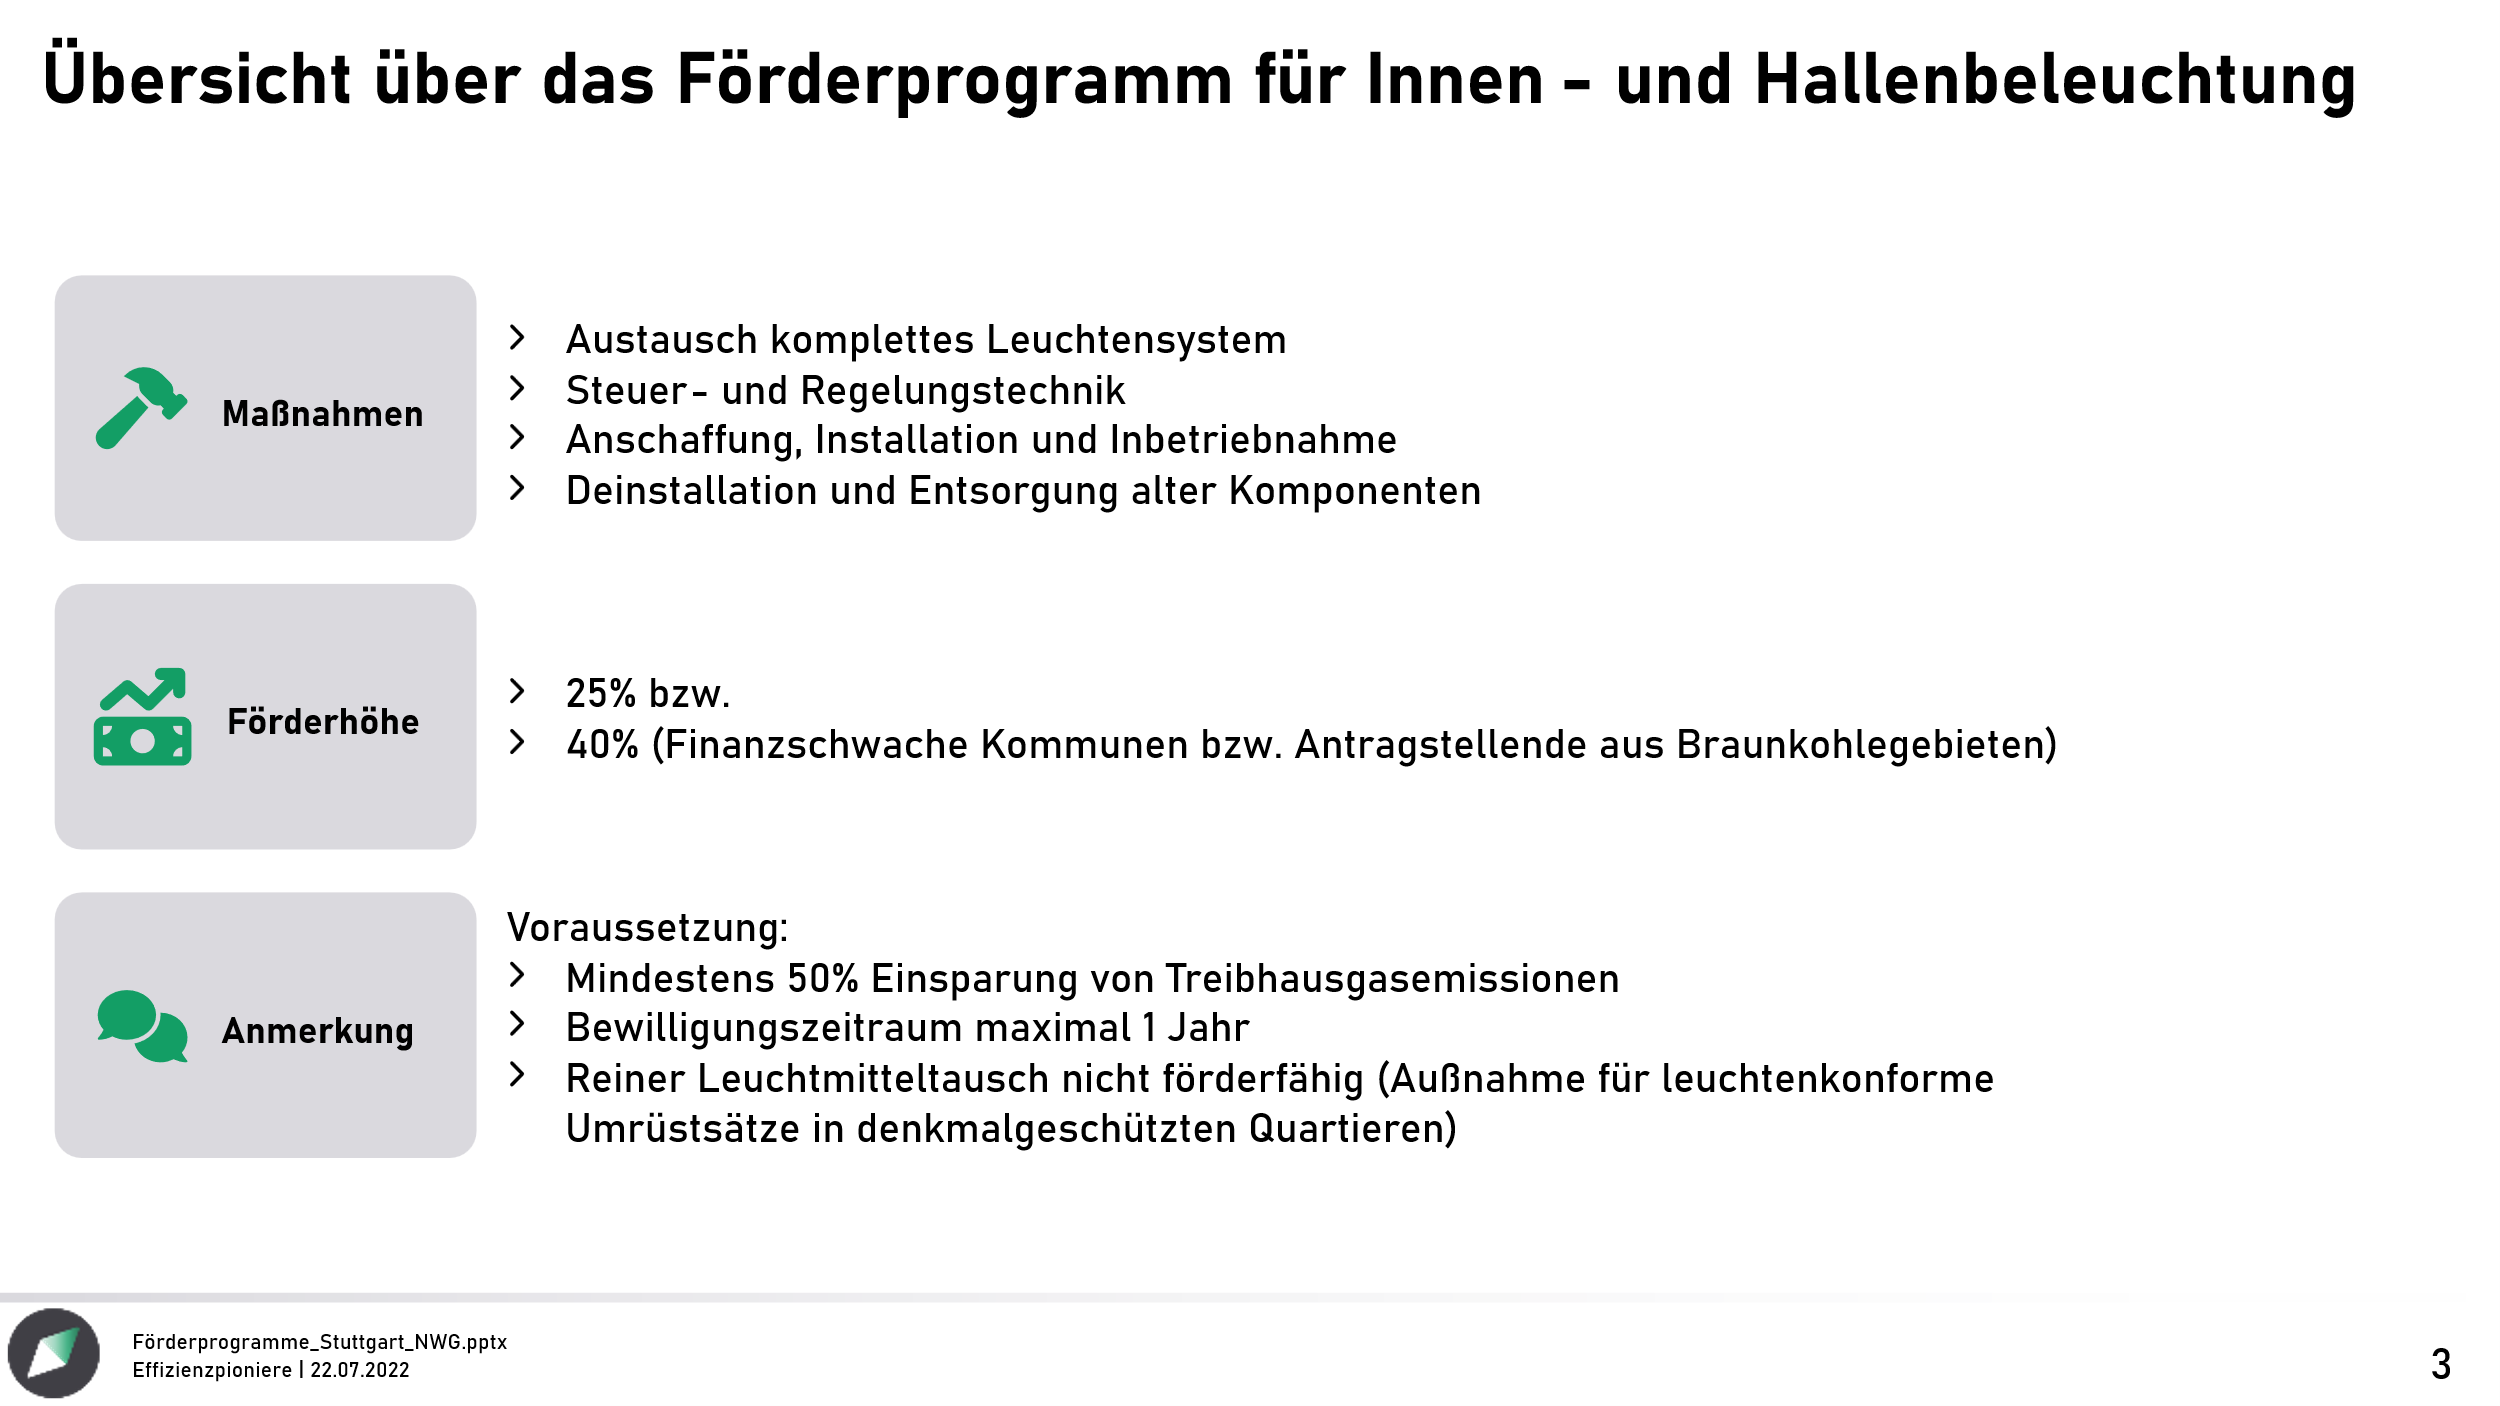 Übersicht über das Förderprogramm für Innen - und Hallenbeleuchtung
Maßnahmen
Austausch komplettes Leuchtensystem
Steuer- und Regelungstechnik
Anschaffung, Installation und Inbetriebnahme
Deinstallation und Entsorgung alter Komponenten
Förderhöhe
25% bzw.
40% (Finanzschwache Kommunen bzw. Antragstellende aus Braunkohlegebieten)
Anmerkung
Voraussetzung:
Mindestens 50% Einsparung von Treibhausgasemissionen
Bewilligungszeitraum maximal 1 Jahr
Reiner Leuchtmitteltausch nicht förderfähig (Außnahme für leuchtenkonforme
Umrüstsätze in denkmalgeschützten Quartieren)
Förderprogramme_Stuttgart_NWG.pptx
Effizienzpioniere | 22.07.2022
3